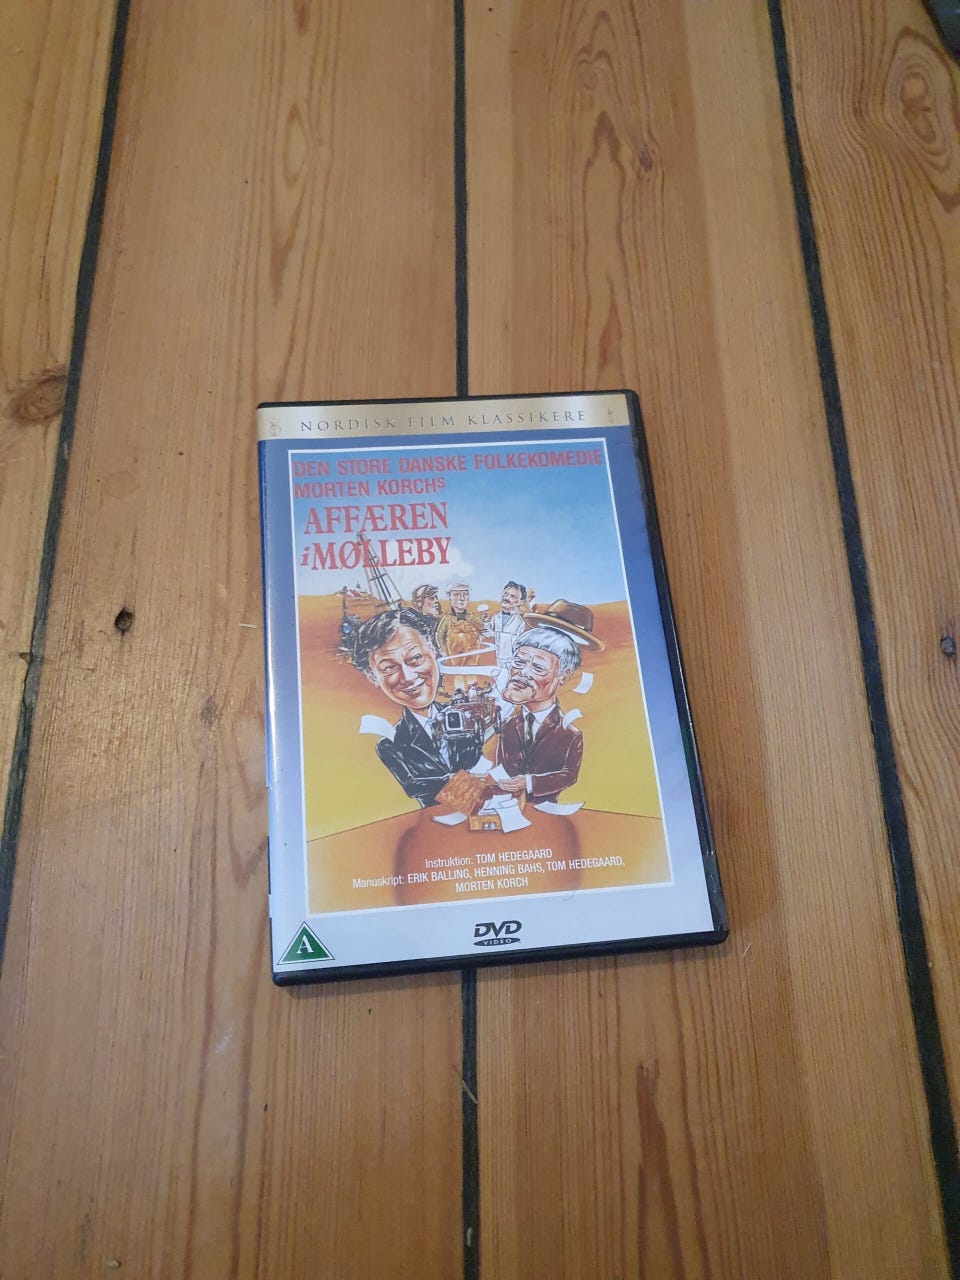 NORDISK FILM KLASSIKERE
DEN STORE DANSKE FOLKEKOMEDIE
MORTEN KORCHS
AFFÆREN
i MØLLEBY
Instruktion: TOM HEDEGAARD
Manuskript: ERIK BALLING, HENNING BAHS, TOM HEDEGAARD,
MORTEN KORCH
DVD
VIDEO
A